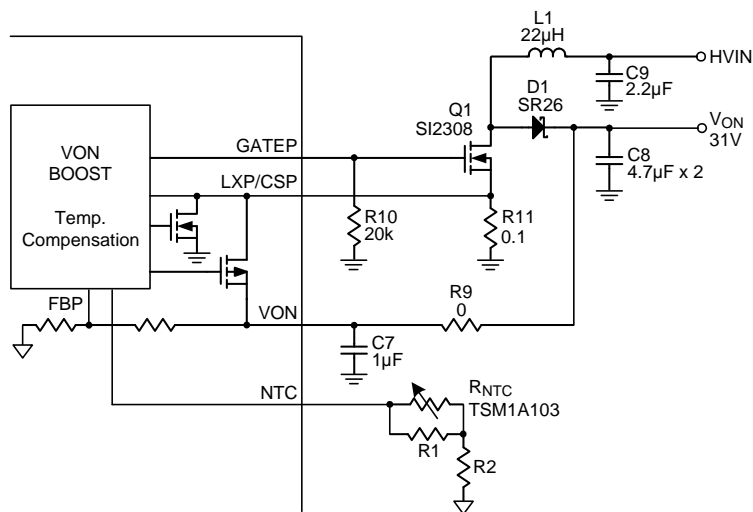 L1
22µH
HVIN
C9
2.2µF
D1
SR26
Q1
SI2308
VON
31V
C8
4.7µF x 2
VON
BOOST
Temp.
Compensation
GATEP
LXP/CSP
R10
20k
R11
0.1
R9
0
FBP
VON
C7
1µF
NTC
RNTC
TSM1A103
R1
R2